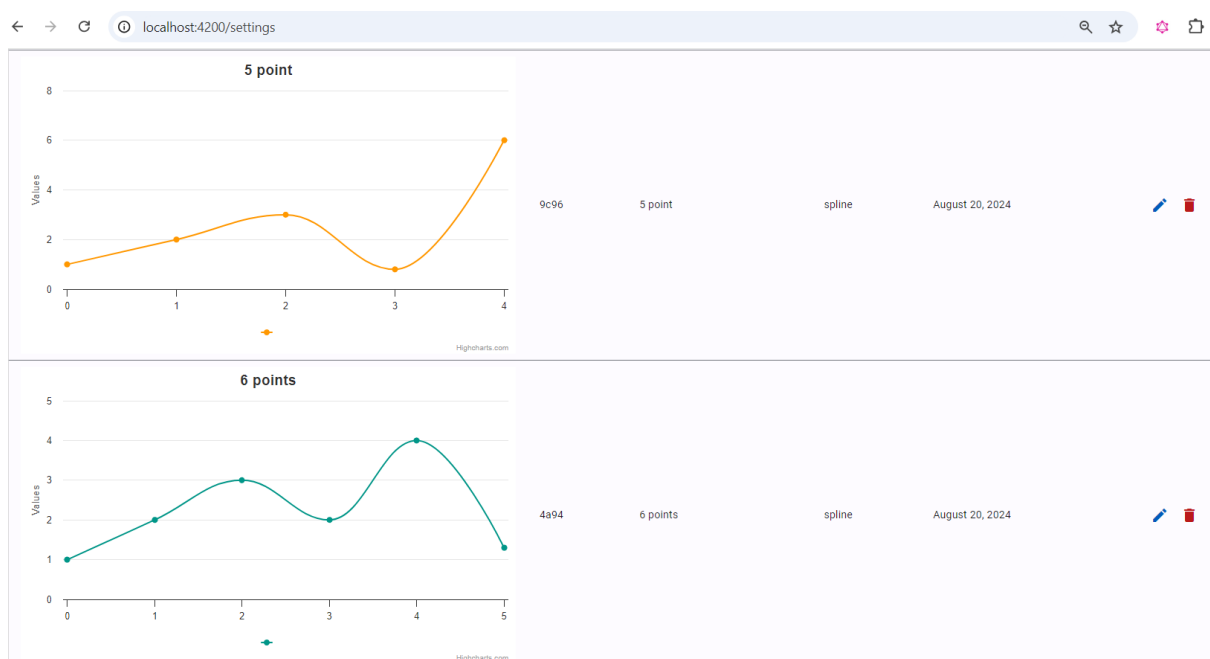 localhost:4200/settings
5 point
8
6
4
2
0
Values
0 1 2 3 4
Highcharts.com
9c96 5 point spline August 20, 2024
6 points
5
4
3
2
1
0
Values
0 1 2 3 4 5
Highcharts.com
4a94 6 points spline August 20, 2024